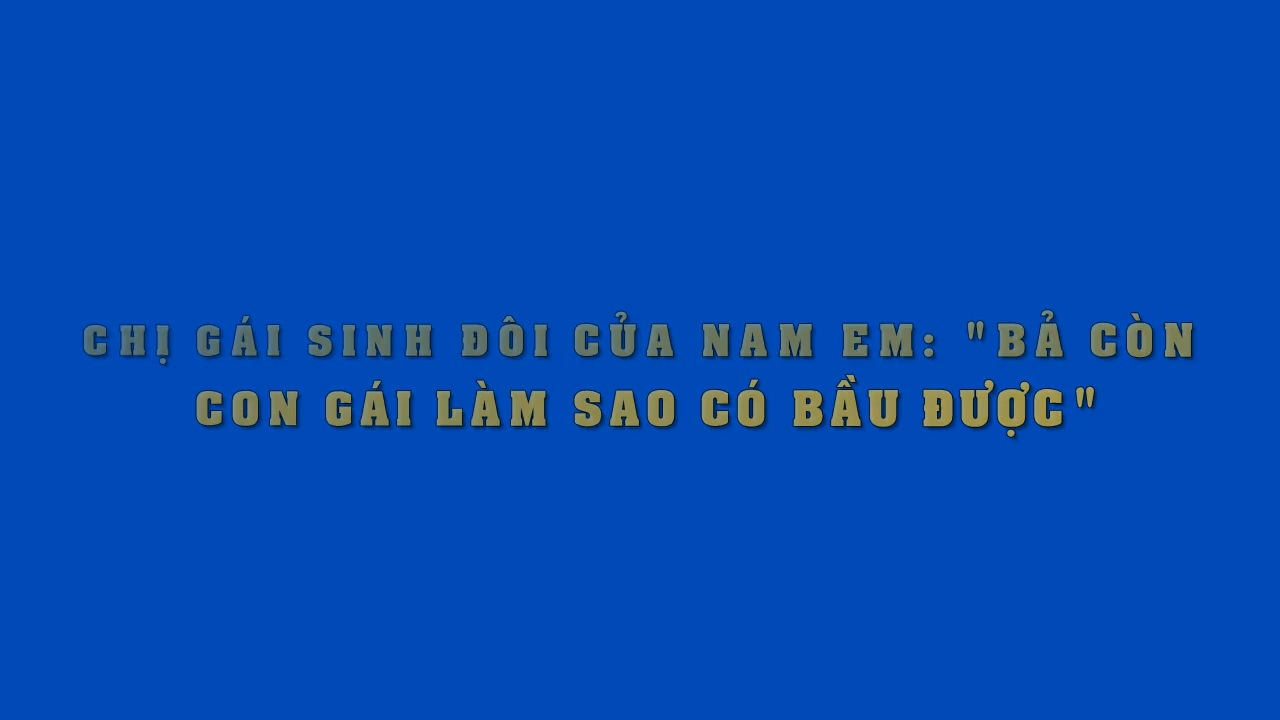 CHỊ GÁI SINH ĐÔI CỦA NAM EM: "BẢ CÒN
CON GÁI LÀM SAO CÓ BẦU ĐƯỢC"